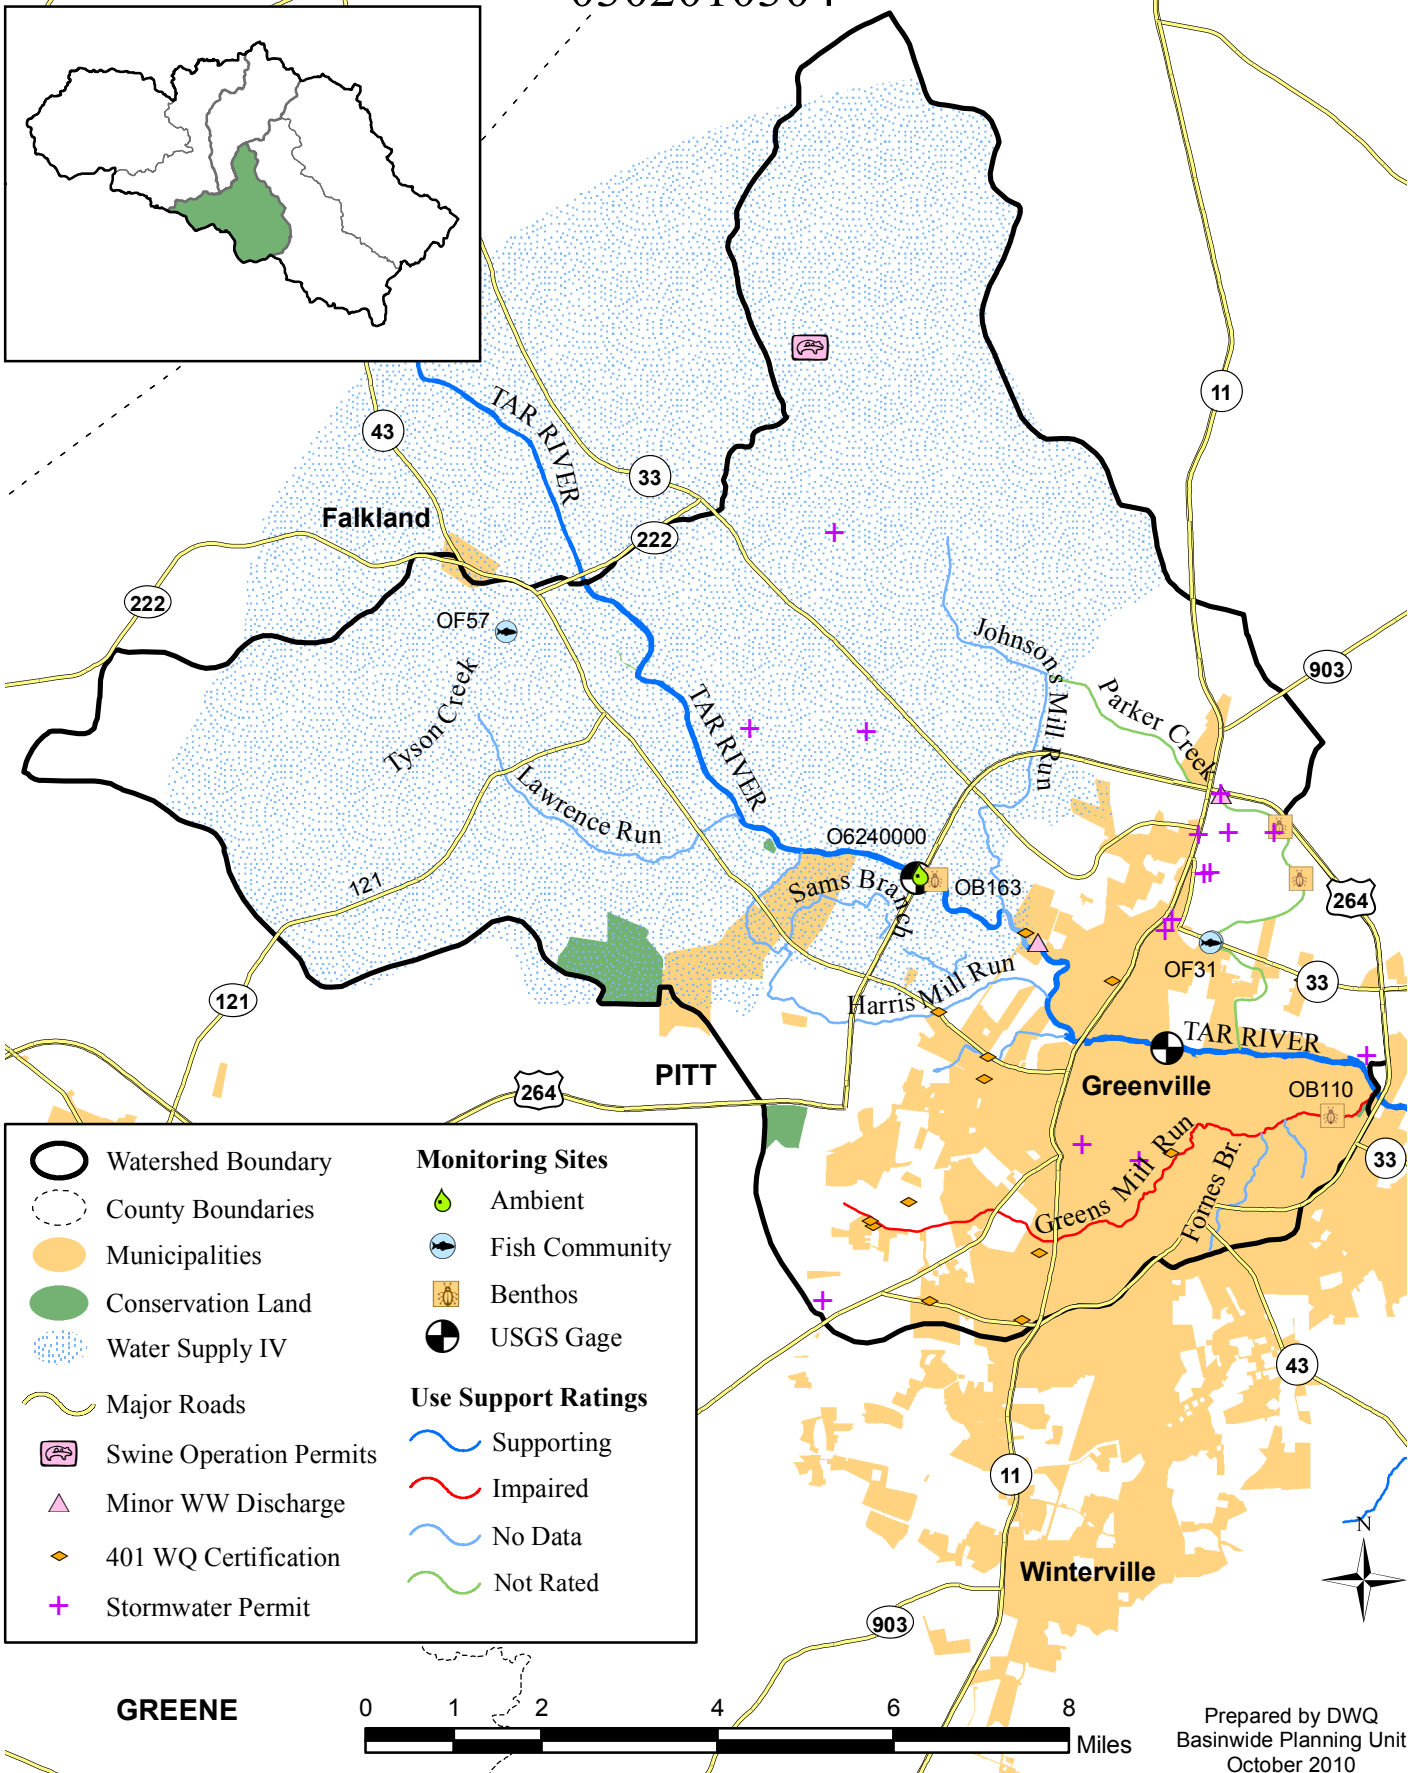 TAR RIVER
11
43
33
Falkland
222
222
OF57
Johnsons Mill Run
903
Parker Creek
Tyson Creek
TAR RIVER
Lawrence Run
O6240000
121
Sams Branch
OB163
264
OF31
33
Harris Mill Run
121
TAR RIVER
PITT
264
Greenville
OB110
Greens Mill Run
Fornes Br.
33
43
11
Winterville
903
N
Watershed Boundary
County Boundaries
Municipalities
Conservation Land
Water Supply IV
Major Roads
Swine Operation Permits
Minor WW Discharge
401 WQ Certification
Stormwater Permit
Monitoring Sites
Ambient
Fish Community
Benthos
USGS Gage
Use Support Ratings
Supporting
Impaired
No Data
Not Rated
GREENE
0 1 2 4 6 8
Miles
Prepared by DWQ
Basinwide Planning Unit
October 2010